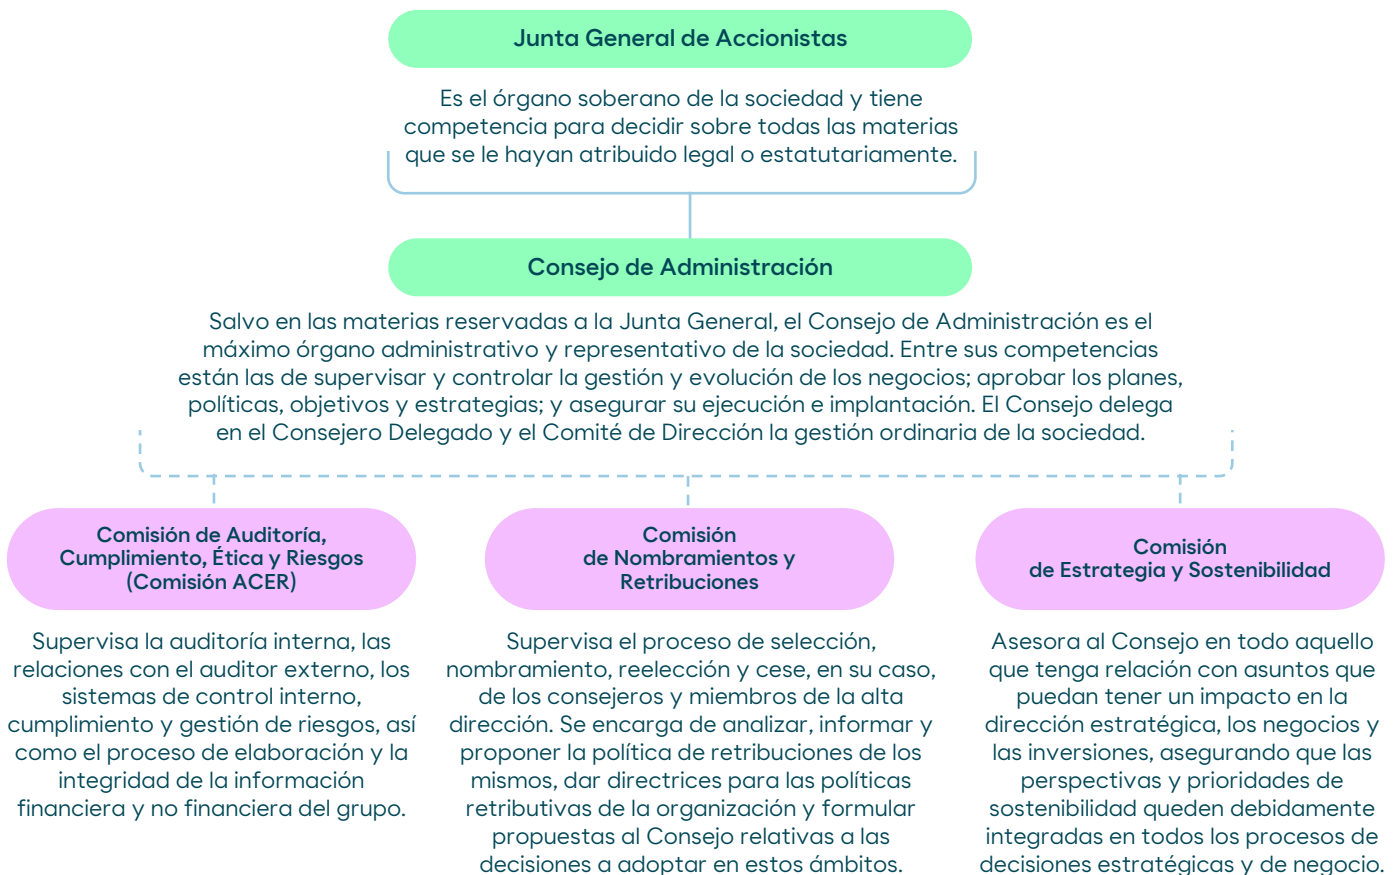 Junta General de Accionistas
Es el órgano soberano de la sociedad y tiene
competencia para decidir sobre todas las materias
que se le hayan atribuido legal o estatutariamente.
Consejo de Administración
Salvo en las materias reservadas a la Junta General, el Consejo de Administración es el
máximo órgano administrativo y representativo de la sociedad. Entre sus competencias
están las de supervisar y controlar la gestión y evolución de los negocios; aprobar los planes,
políticas, objetivos y estrategias; y asegurar su ejecución e implantación. El Consejo delega
en el Consejero Delegado y el Comité de Dirección la gestión ordinaria de la sociedad.
Comisión de Auditoría,
Cumplimiento, Ética y Riesgos
(Comisión ACER)
Supervisa la auditoría interna, las
relaciones con el auditor externo, los
sistemas de control interno,
cumplimiento y gestión de riesgos, así
como el proceso de elaboración y la
integridad de la información
financiera y no financiera del grupo.
Comisión
de Nombramientos y
Retribuciones
Supervisa el proceso de selección,
nombramiento, reelección y cese, en su caso,
de los consejeros y miembros de la alta
dirección. Se encarga de analizar, informar y
proponer la política de retribuciones de los
mismos, dar directrices para las políticas
retributivas de la organización y formular
propuestas al Consejo relativas a las
decisiones a adoptar en estos ámbitos.
Comisión
de Estrategia y Sostenibilidad
Asesora al Consejo en todo aquello
que tenga relación con asuntos que
puedan tener un impacto en la
dirección estratégica, los negocios y
las inversiones, asegurando que las
perspectivas y prioridades de
sostenibilidad queden debidamente
integradas en todos los procesos de
decisiones estratégicas y de negocio.